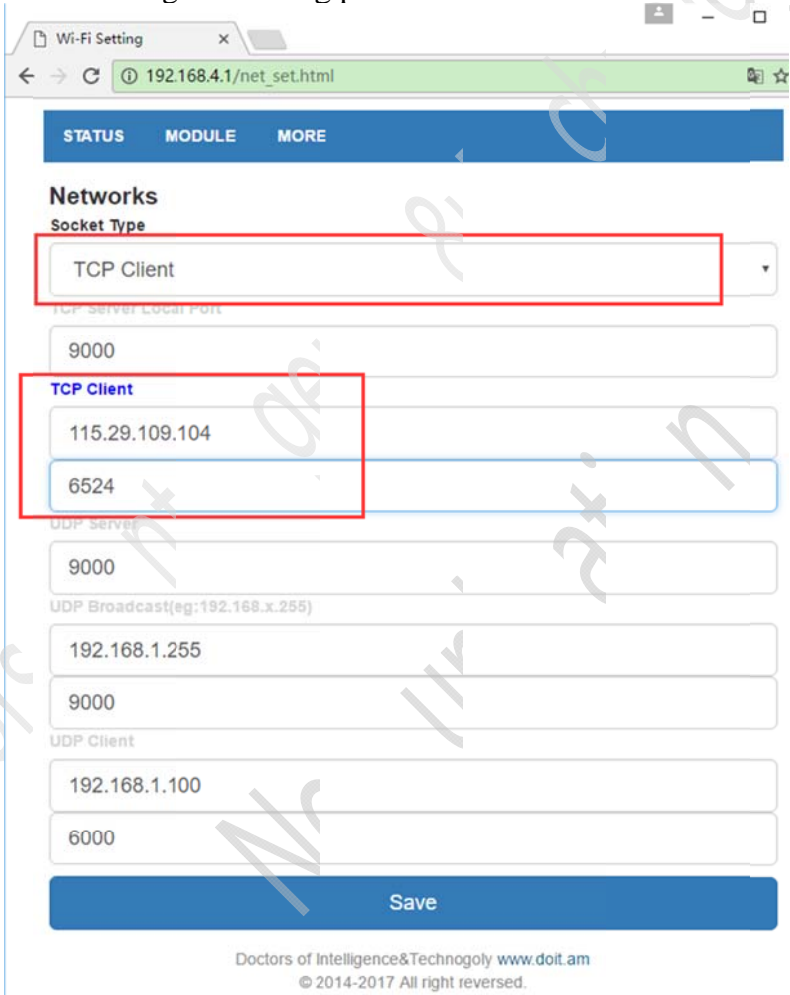 Wi-Fi Setting
192.168.4.1/net_set.html
STATUS MODULE MORE
Networks
Socket Type
TCP Client
TCP Server Local Port
9000
TCP Client
115.29.109.104
6524
UDP Server
9000
UDP Broadcast(eg:192.168.x.255)
192.168.1.255
9000
UDP Client
192.168.1.100
6000
Save
Doctors of Intelligence&Technogoly www.doit.am
© 2014-2017 All right reversed.